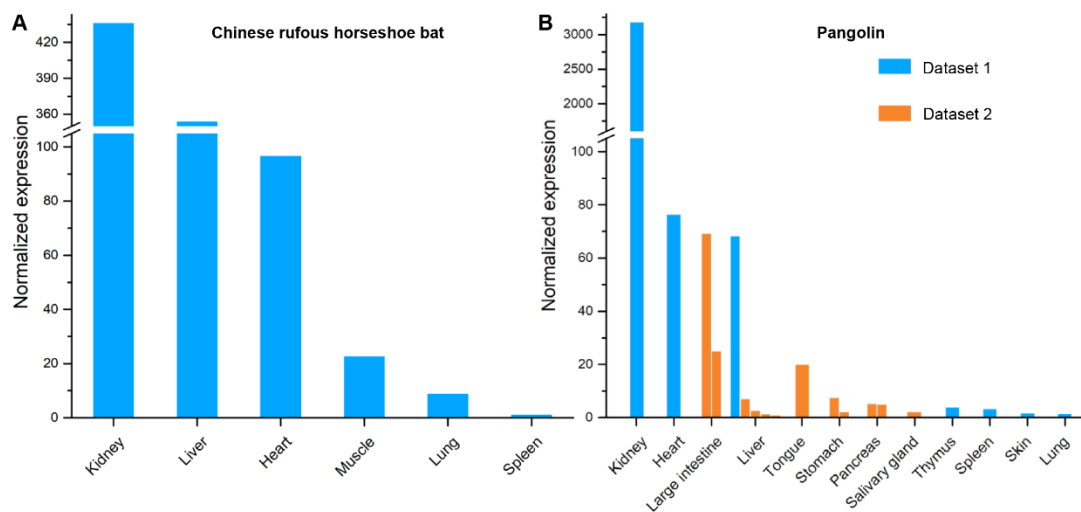 A
Chinese rufous horseshoe bat
Normalized expression
420
390
360
100
80
60
40
20
0
Kidney
Liver
Heart
Muscle
Lung
Spleen
B
Pangolin
Dataset 1
Dataset 2
Normalized expression
3000
2500
2000
100
80
60
40
20
0
Kidney
Heart
Large intestine
Liver
Tongue
Stomach
Pancreas
Salivary gland
Thymus
Spleen
Skin
Lung